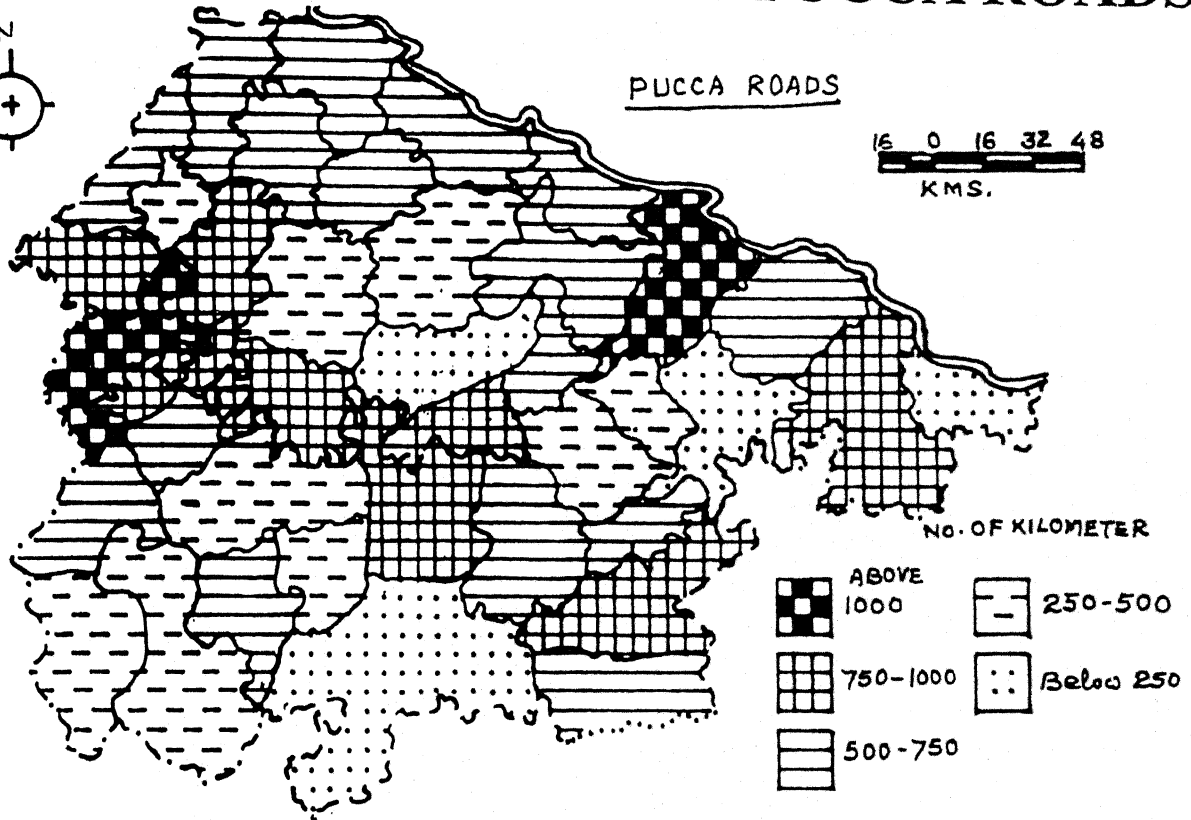 ROADS
N
PUCCA ROADS
16 0 16 32 48
KMS.
NO. OF KILOMETER
ABOVE
1000
250-500
750-1000
Below 250
500-750